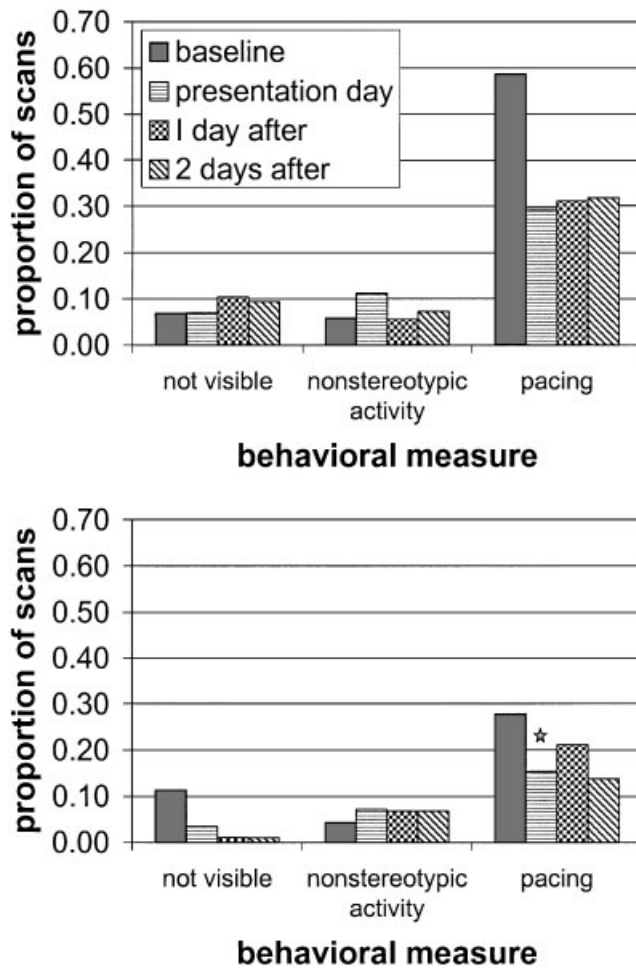 proportion of scans
0.70
0.60
0.50
0.40
0.30
0.20
0.10
0.00
baseline
presentation day
I day after
2 days after
not visible
nonstereotypic
activity
pacing
behavioral measure
proportion of scans
0.70
0.60
0.50
0.40
0.30
0.20
0.10
0.00
not visible
nonstereotypic
activity
pacing
behavioral measure